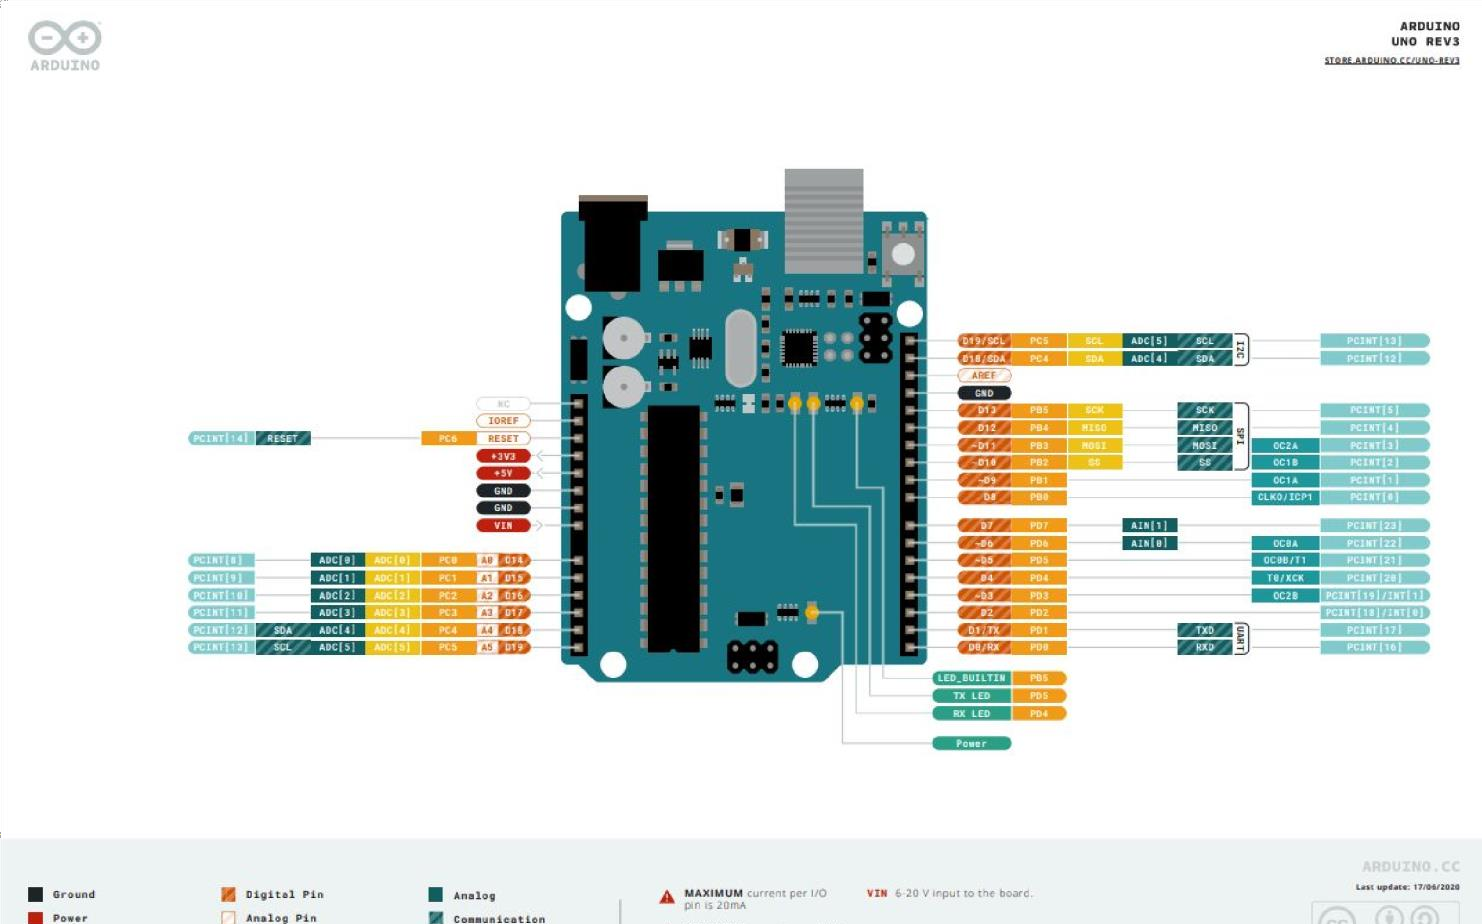 ARDUINO
ARDUINO
UNO REV3
STORE.ARDUINO.CC/UNO-REV3
NC
IOREF
PCINT[14] RESET PC6 RESET
+3V3
+5V
GND
GND
VIN
PCINT[8] ADC[0] ADC[0] PC0 A0 D14
PCINT[9] ADC[1] ADC[1] PC1 A1 D15
PCINT[10] ADC[2] ADC[2] PC2 A2 D16
PCINT[11] ADC[3] ADC[3] PC3 A3 D17
PCINT[12] SDA ADC[4] ADC[4] PC4 A4 D18
PCINT[13] SCL ADC[5] ADC[5] PC5 A5 D19
D19/SCL PC5 SCL ADC[5] SCL PCINT[13]
D18/SDA PC4 SDA ADC[4] SDA PCINT[12]
I2C
AREF
GND
D13 PB5 SCK SCK PCINT[5]
D12 PB4 MISO MISO PCINT[4]
~D11 PB3 MOSI MOSI OC2A PCINT[3]
~D10 PB2 SS SS OC1B PCINT[2]
SPI
~D9 PB1 OC1A PCINT[1]
D8 PB0 CLKO/ICP1 PCINT[0]
D7 PD7 AIN[1] PCINT[23]
~D6 PD6 AIN[0] OC0A PCINT[22]
~D5 PD5 OC0B/T1 PCINT[21]
D4 PD4 T0/XCK PCINT[20]
~D3 PD3 OC2B PCINT[19]/INT[1]
D2 PD2 PCINT[18]/INT[0]
D1/TX PD1 TXD PCINT[17]
D0/RX PD0 RXD PCINT[16]
UART
LED_BUILTIN PB5
TX LED PD5
RX LED PD4
Power
Ground
Power
Digital Pin
Analog Pin
Analog
Communication
MAXIMUM current per I/O
pin is 20mA
VIN 6-20 V input to the board.
ARDUINO.CC
Last update: 17/06/2020
CC